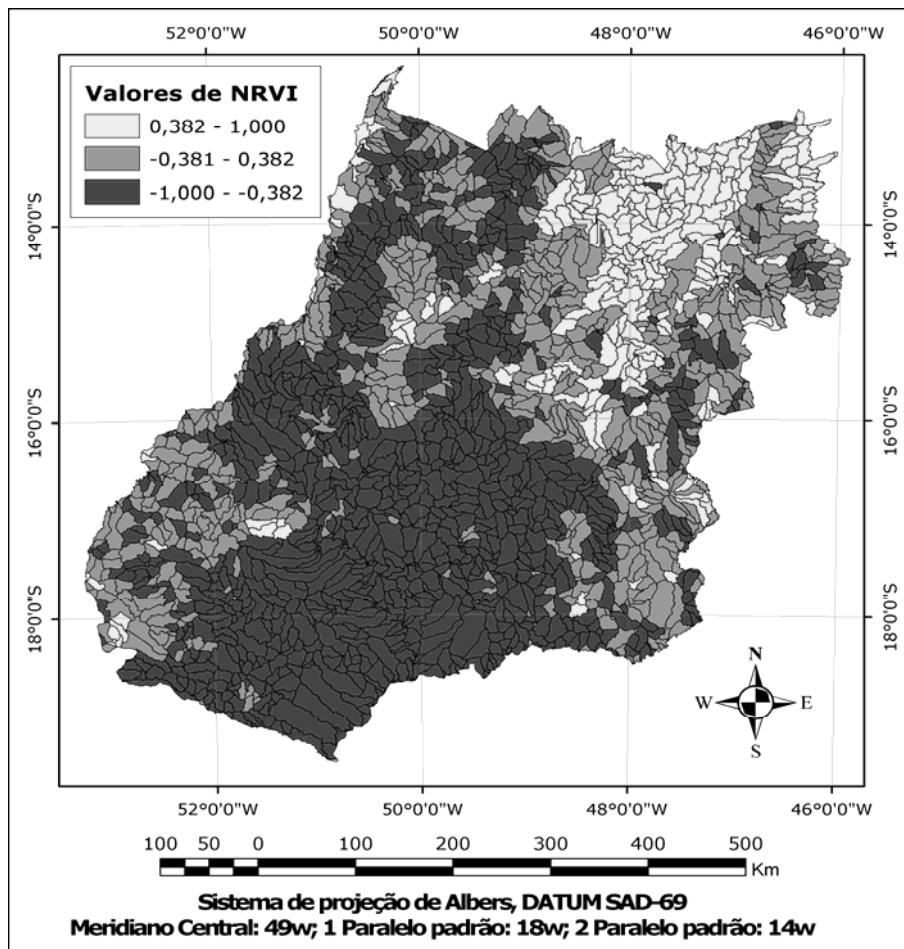 52°0'0"W 50°0'0"W 48°0'0"W 46°0'0"W
Valores de NRVI
0,382 - 1,000
-0,381 - 0,382
-1,000 - -0,382
14°0'0"S 14°0'0"S
16°0'0"S 16°0'0"S
18°0'0"S 18°0'0"S
N
W E
S
52°0'0"W 50°0'0"W 48°0'0"W 46°0'0"W
100 50 0 100 200 300 400 500
Km
Sistema de projeção de Albers, DATUM SAD-69
Meridiano Central: 49w; 1 Paralelo padrão: 18w; 2 Paralelo padrão: 14w